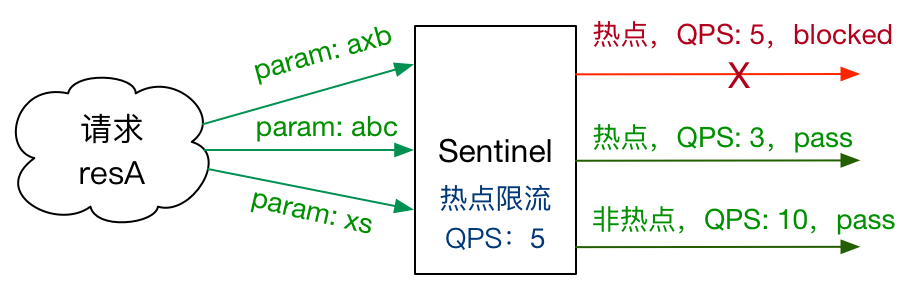 请求
resA
param: axb
param: abc
param: xs
Sentinel
热点限流
QPS：5
热点，QPS: 5，blocked
X
热点，QPS: 3，pass
非热点，QPS: 10，pass